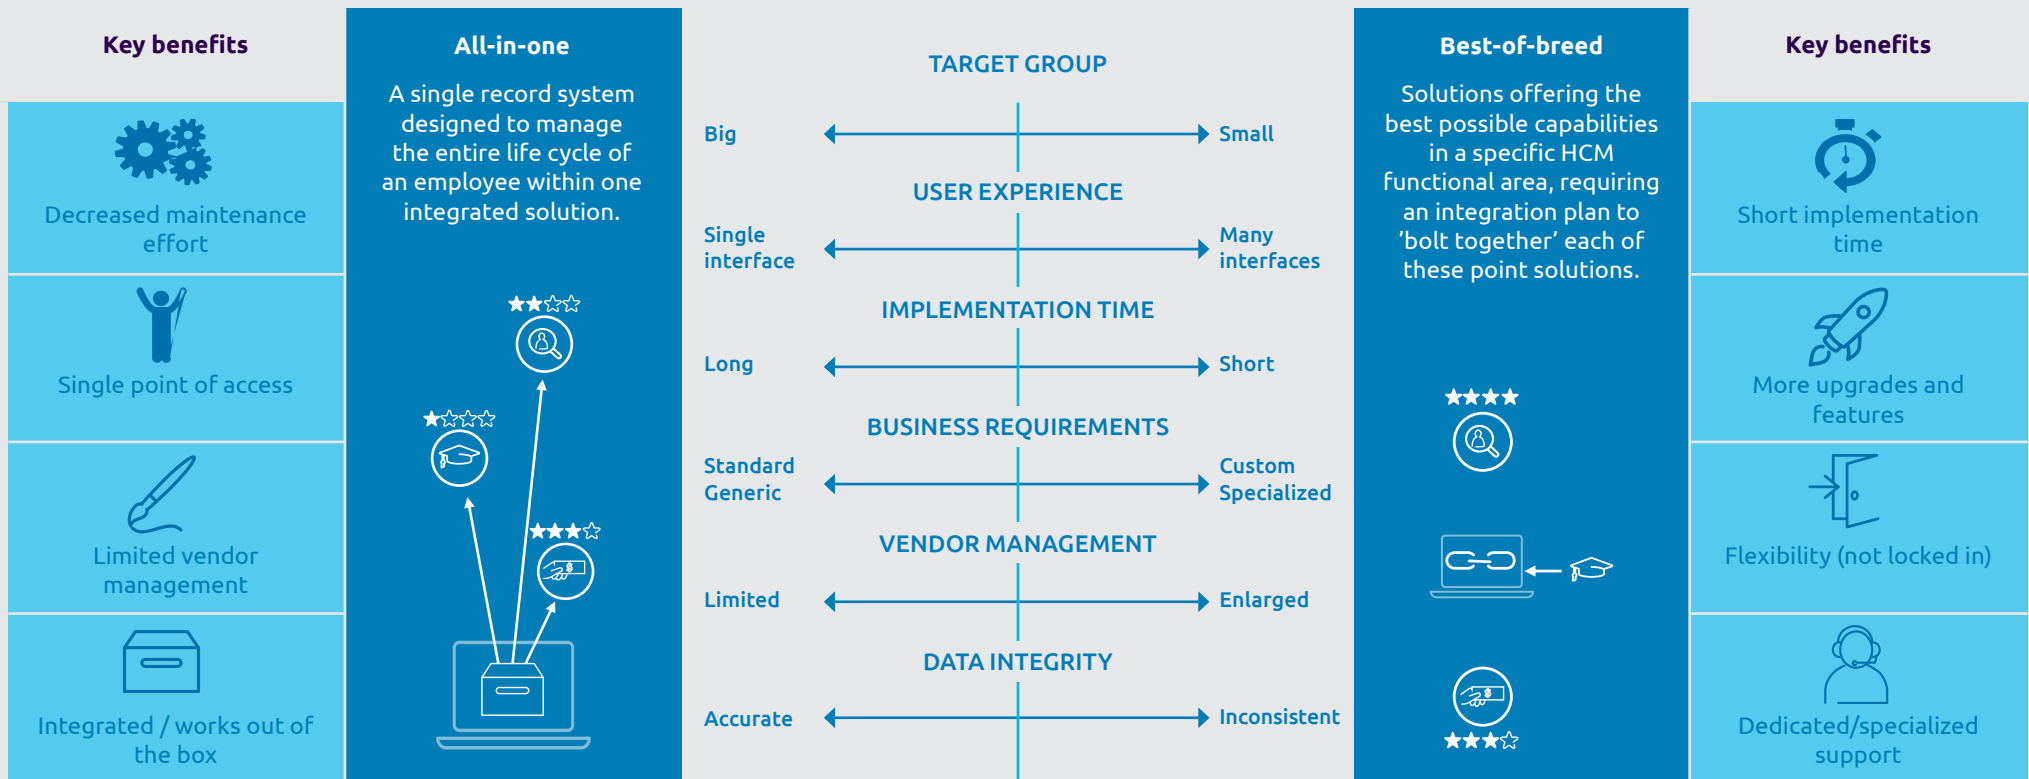 Key benefits
Decreased maintenance
effort
Single point of access
Limited vendor
management
Integrated / works out of
the box
All-in-one
A single record system
designed to manage
the entire life cycle of
an employee within one
integrated solution.
TARGET GROUP
Big
Small
USER EXPERIENCE
Single
interface
Many
interfaces
IMPLEMENTATION TIME
Long
Short
BUSINESS REQUIREMENTS
Standard
Generic
Custom
Specialized
VENDOR MANAGEMENT
Limited
Enlarged
DATA INTEGRITY
Accurate
Inconsistent
Best-of-breed
Solutions offering the
best possible capabilities
in a specific HCM
functional area, requiring
an integration plan to
’bolt together’ each of
these point solutions.
Key benefits
Short implementation
time
More upgrades and
features
Flexibility (not locked in)
Dedicated/specialized
support